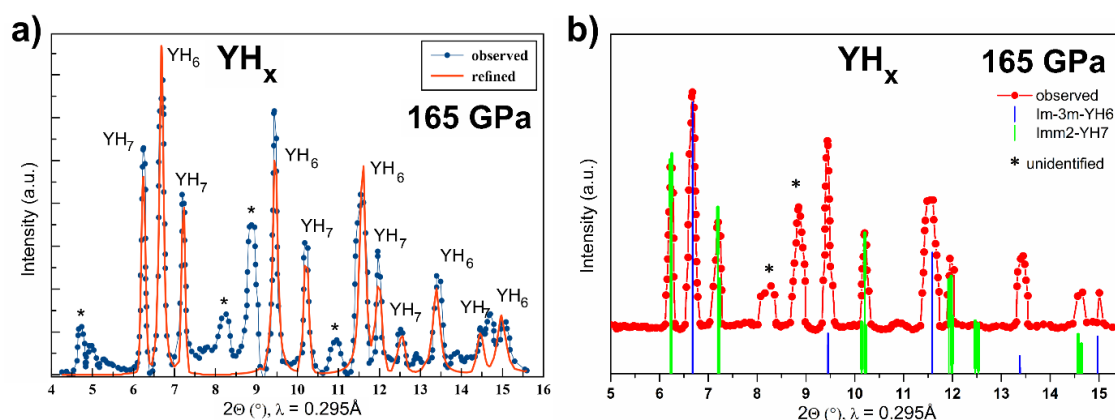 a)
YHₓ
observed
refined
165 GPa
YH₆
YH₇
YH₇
YH₆
YH₇
YH₆
YH₇
YH₇
YH₆
YH₇
YH₆
*
*
*
*
Intensity (a.u.)
4 5 6 7 8 9 10 11 12 13 14 15 16
2Θ (°), λ = 0.295Å
b)
YHₓ
165 GPa
observed
Im-3m-YH6
Imm2-YH7
* unidentified
*
*
Intensity (a.u.)
5 6 7 8 9 10 11 12 13 14 15
2Θ (°), λ = 0.295Å